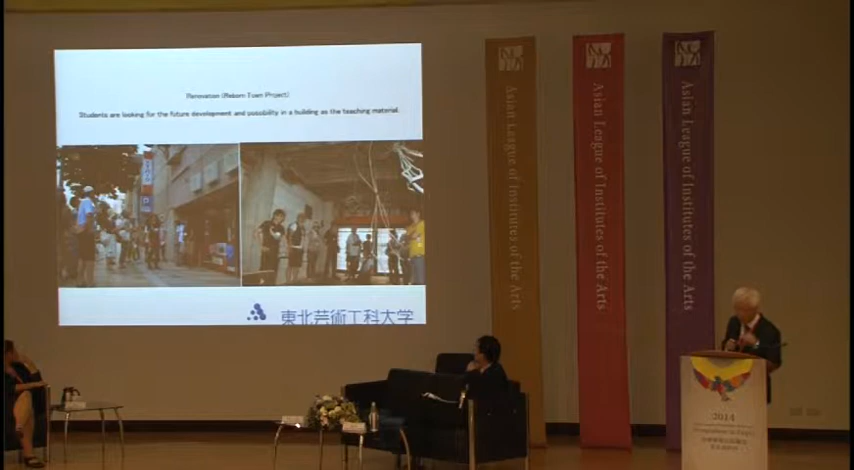 Renovation (Reborn Town Project)
Students are looking for the future development and possibility in a building as the teaching material.
東北芸術工科大学
Asian League of Institutes of the Arts
Asian League of Institutes of the Arts
Asian League of Institutes of the Arts
2014